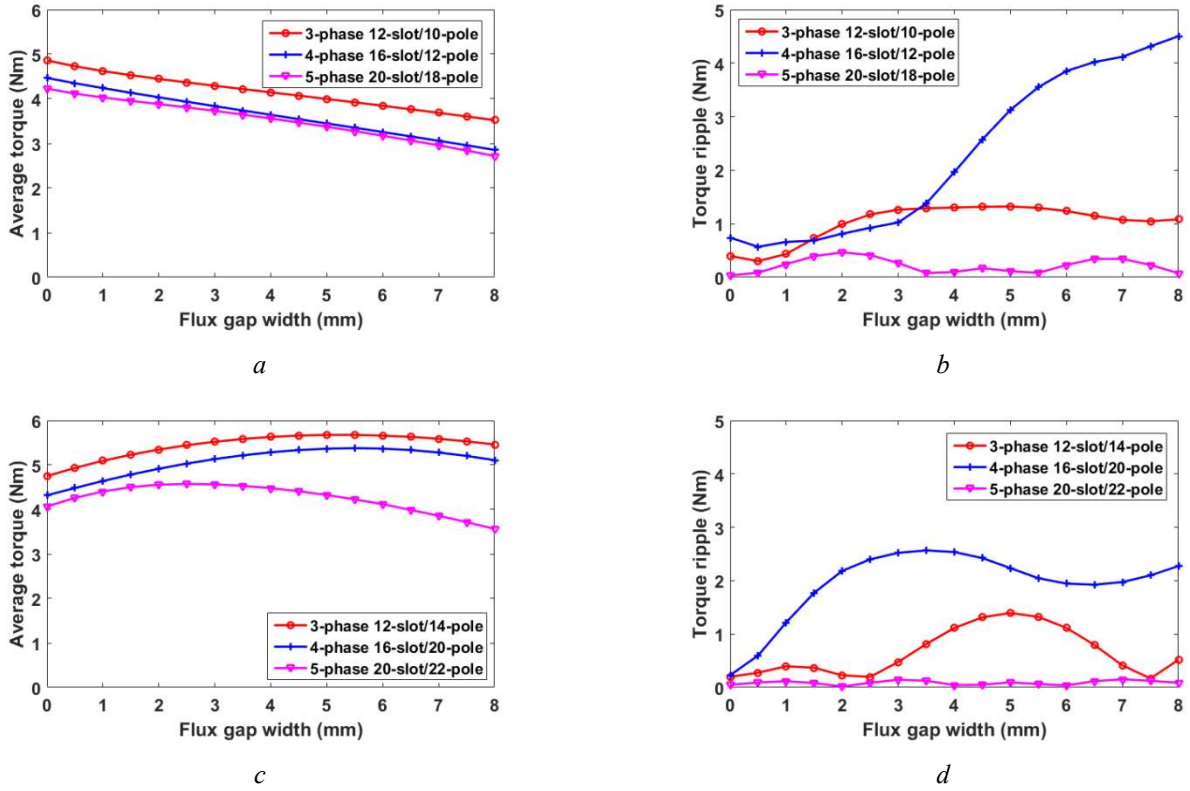 6
5
4
3
2
1
0
Average torque (Nm)
3-phase 12-slot/10-pole
4-phase 16-slot/12-pole
5-phase 20-slot/18-pole
0 1 2 3 4 5 6 7 8
Flux gap width (mm)
a
5
4
3
2
1
0
Torque ripple (Nm)
3-phase 12-slot/10-pole
4-phase 16-slot/12-pole
5-phase 20-slot/18-pole
0 1 2 3 4 5 6 7 8
Flux gap width (mm)
b
6
5
4
3
2
1
0
Average torque (Nm)
3-phase 12-slot/14-pole
4-phase 16-slot/20-pole
5-phase 20-slot/22-pole
0 1 2 3 4 5 6 7 8
Flux gap width (mm)
c
5
4
3
2
1
0
Torque ripple (Nm)
3-phase 12-slot/14-pole
4-phase 16-slot/20-pole
5-phase 20-slot/22-pole
0 1 2 3 4 5 6 7 8
Flux gap width (mm)
d